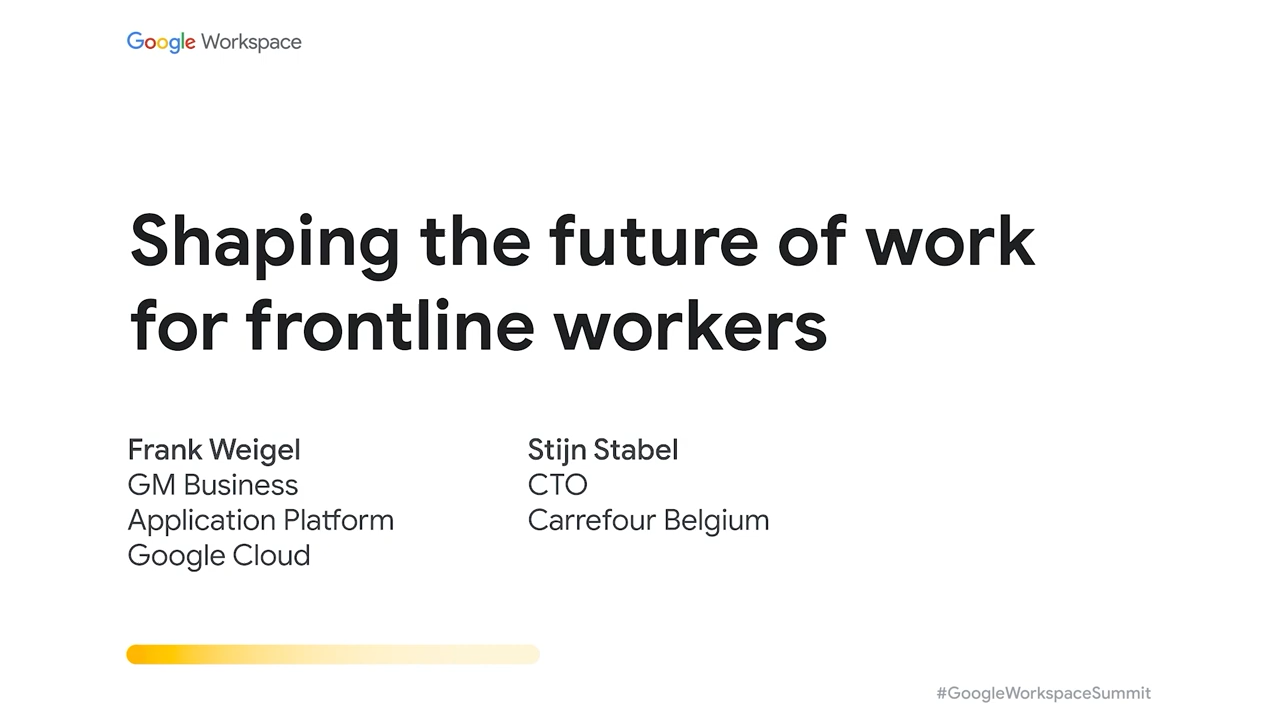 Google Workspace
Shaping the future of work
for frontline workers
Frank Weigel
GM Business
Application Platform
Google Cloud
Stijn Stabel
CTO
Carrefour Belgium
#GoogleWorkspaceSummit